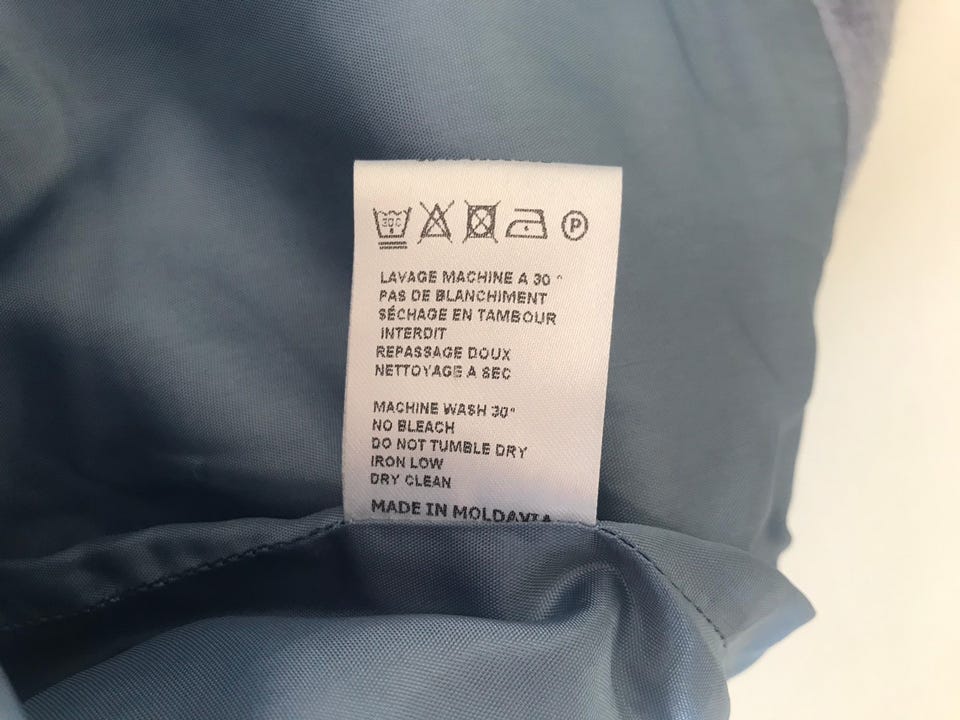 30c P
LAVAGE MACHINE A 30 °
PAS DE BLANCHIMENT
SÉCHAGE EN TAMBOUR
INTERDIT
REPASSAGE DOUX
NETTOYAGE A SEC
MACHINE WASH 30°
NO BLEACH
DO NOT TUMBLE DRY
IRON LOW
DRY CLEAN
MADE IN MOLDAVIA